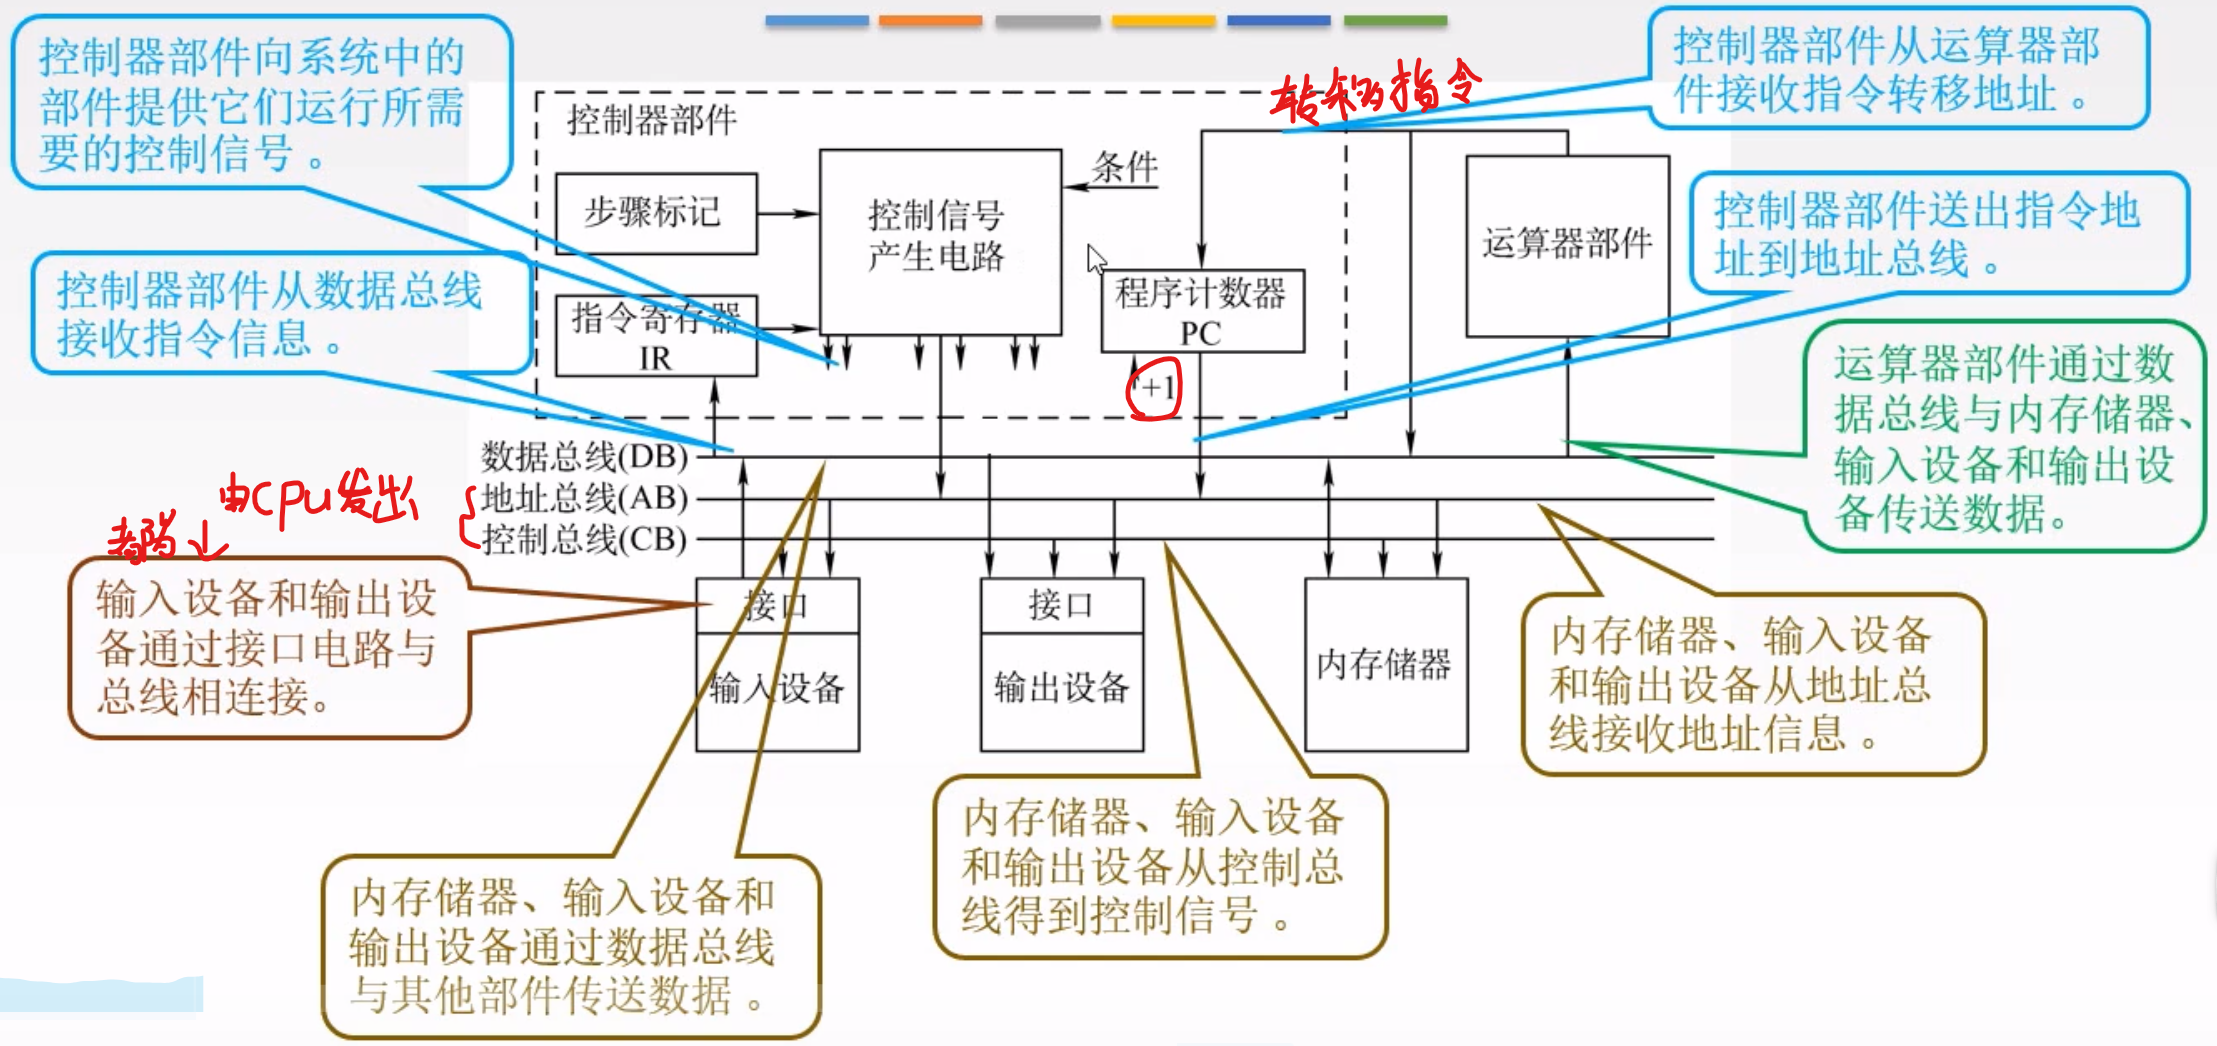 控制器部件向系统中的
部件提供它们运行所需
要的控制信号。
控制器部件从运算器部
件接收指令转移地址。
转移指令
控制器部件
条件
步骤标记
控制信号
产生电路
运算器部件
控制器部件送出指令地
址到地址总线。
控制器部件从数据总线
接收指令信息。
指令寄存器
IR
程序计数器
PC
+1
运算器部件通过数
据总线与内存储器、
输入设备和输出设
备传送数据。
数据总线(DB)
由CPU发出
地址总线(AB)
控制总线(CB)
输入设备和输出设
备通过接口电路与
总线相连接。
接口
输入设备
接口
输出设备
内存储器
内存储器、输入设备
和输出设备从地址总
线接收地址信息。
内存储器、输入设备
和输出设备从控制总
线得到控制信号。
内存储器、输入设备和
输出设备通过数据总线
与其他部件传送数据。